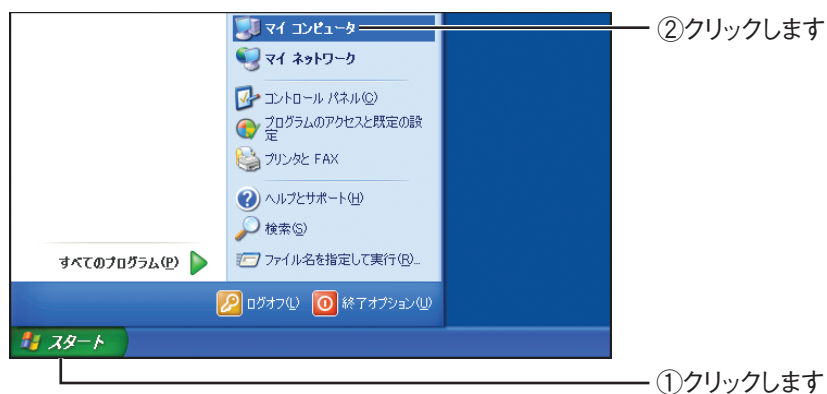 マイ コンピュータ
②クリックします
マイ ネットワーク
コントロール パネル(C)
プログラムのアクセスと既定の設
定
プリンタと FAX
ヘルプとサポート(H)
検索(S)
すべてのプログラム(P)
ファイル名を指定して実行(R)...
ログオフ(L)
終了オプション(U)
スタート
①クリックします